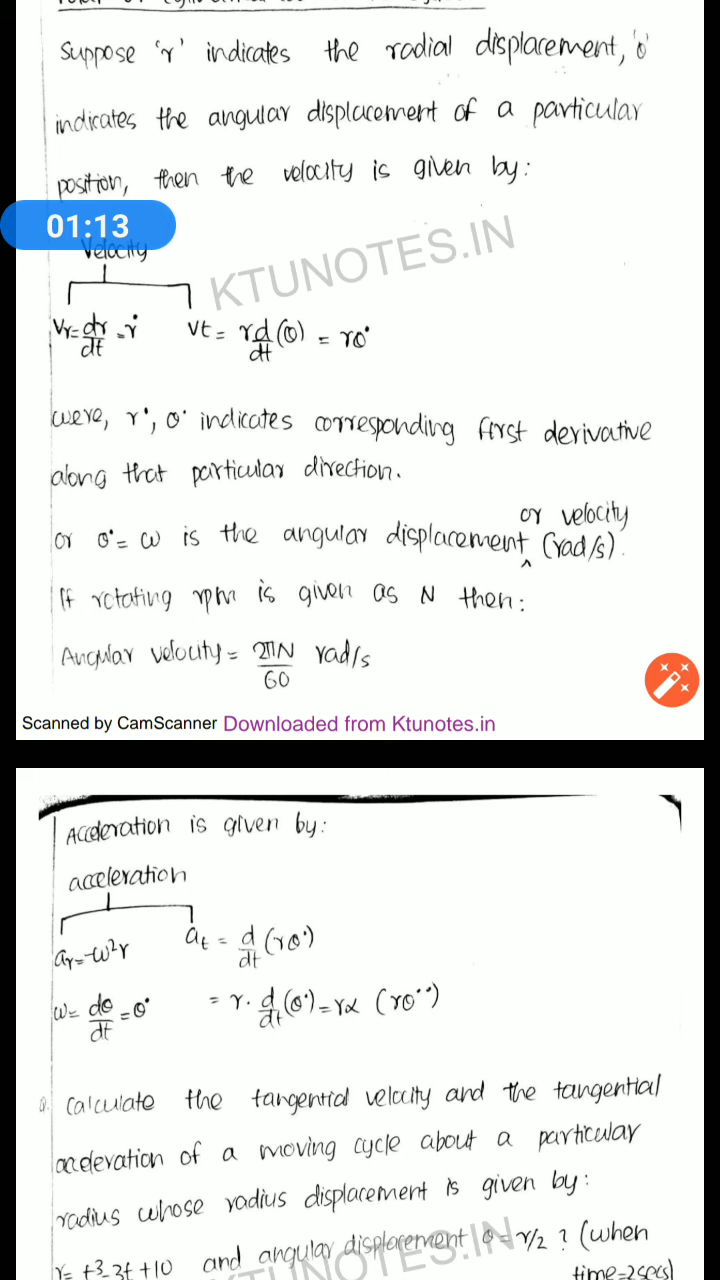 Suppose 'r' indicates the radial displacement, 'θ'
indicates the angular displacement of a particular
position, then the velocity is given by:
01:13
Velocity
KTUNOTES.IN
Vr = dr/dt = ṙ Vt = r d/dt (θ) = rθ˙
were, r˙, θ˙ indicates corresponding first derivative
along that particular direction.
or velocity
or θ˙ = ω is the angular displacement ^ (rad/s).
If rotating rpm is given as N then:
Angular velocity = 2πN/60 rad/s
Scanned by CamScanner Downloaded from Ktunotes.in
Acceleration is given by:
acceleration
ar = -ω²r at = d/dt (rθ˙)
ω = dθ/dt = θ˙ = r. d/dt (θ˙) = rα (rθ˙˙)
Q. Calculate the tangential velocity and the tangential
acceleration of a moving cycle about a particular
radius whose radius displacement is given by:
r = t³-3t+10 and angular displacement θ = r/2 ? (when
time=2secs)
KTUNOTES.IN